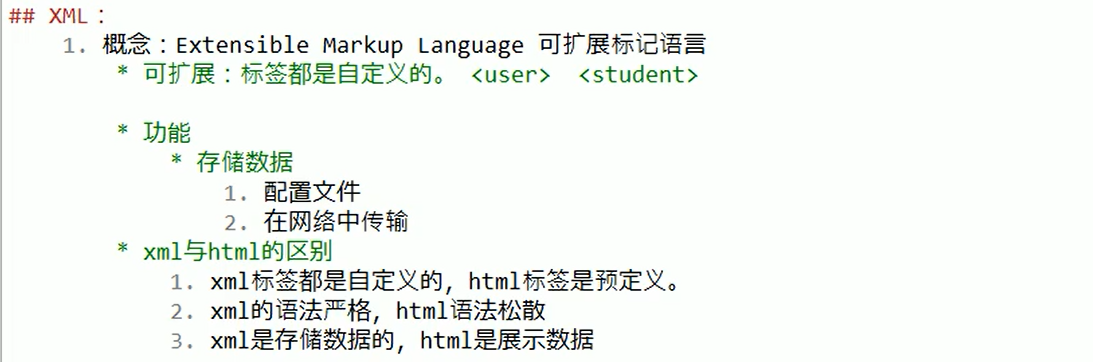 ## XML：
1. 概念：Extensible Markup Language 可扩展标记语言
* 可扩展：标签都是自定义的。 <user> <student>
* 功能
* 存储数据
1. 配置文件
2. 在网络中传输
* xml与html的区别
1. xml标签都是自定义的，html标签是预定义。
2. xml的语法严格，html语法松散
3. xml是存储数据的，html是展示数据